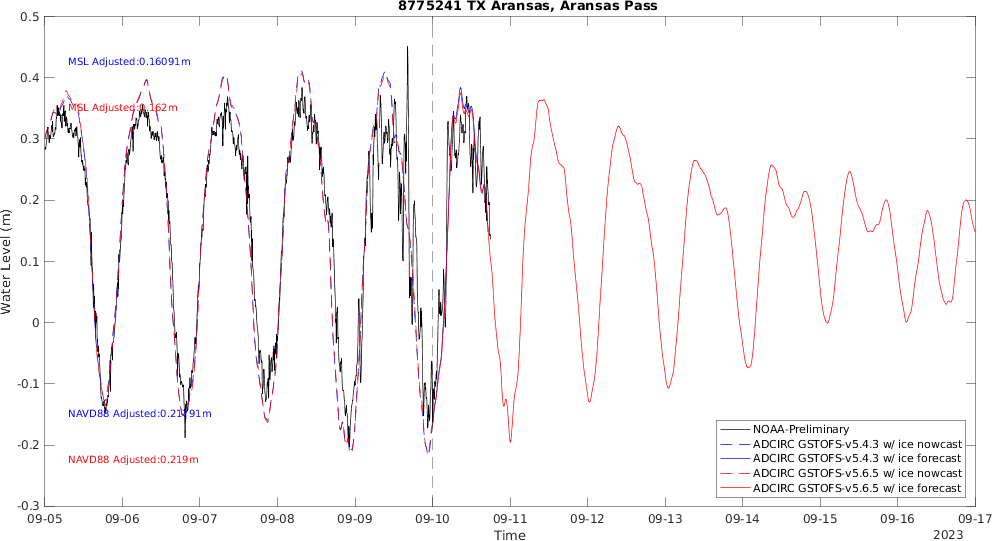 8775241 TX Aransas, Aransas Pass
0.5
0.4
0.3
0.2
0.1
0
-0.1
-0.2
-0.3
Water Level (m)
MSL Adjusted:0.16091m
MSL Adjusted:0.162m
NAVD88 Adjusted:0.21791m
NAVD88 Adjusted:0.219m
NOAA-Preliminary
ADCIRC GSTOFS-v5.4.3 w/ ice nowcast
ADCIRC GSTOFS-v5.4.3 w/ ice forecast
ADCIRC GSTOFS-v5.6.5 w/ ice nowcast
ADCIRC GSTOFS-v5.6.5 w/ ice forecast
09-05 09-06 09-07 09-08 09-09 09-10 09-11 09-12 09-13 09-14 09-15 09-16 09-17
Time
2023